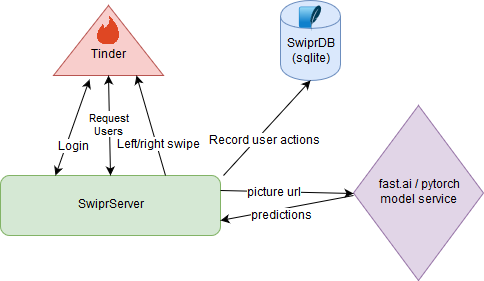 Tinder
SwiprDB
(sqlite)
Request
Users
Login
Left/right swipe
Record user actions
SwiprServer
picture url
predictions
fast.ai / pytorch
model service